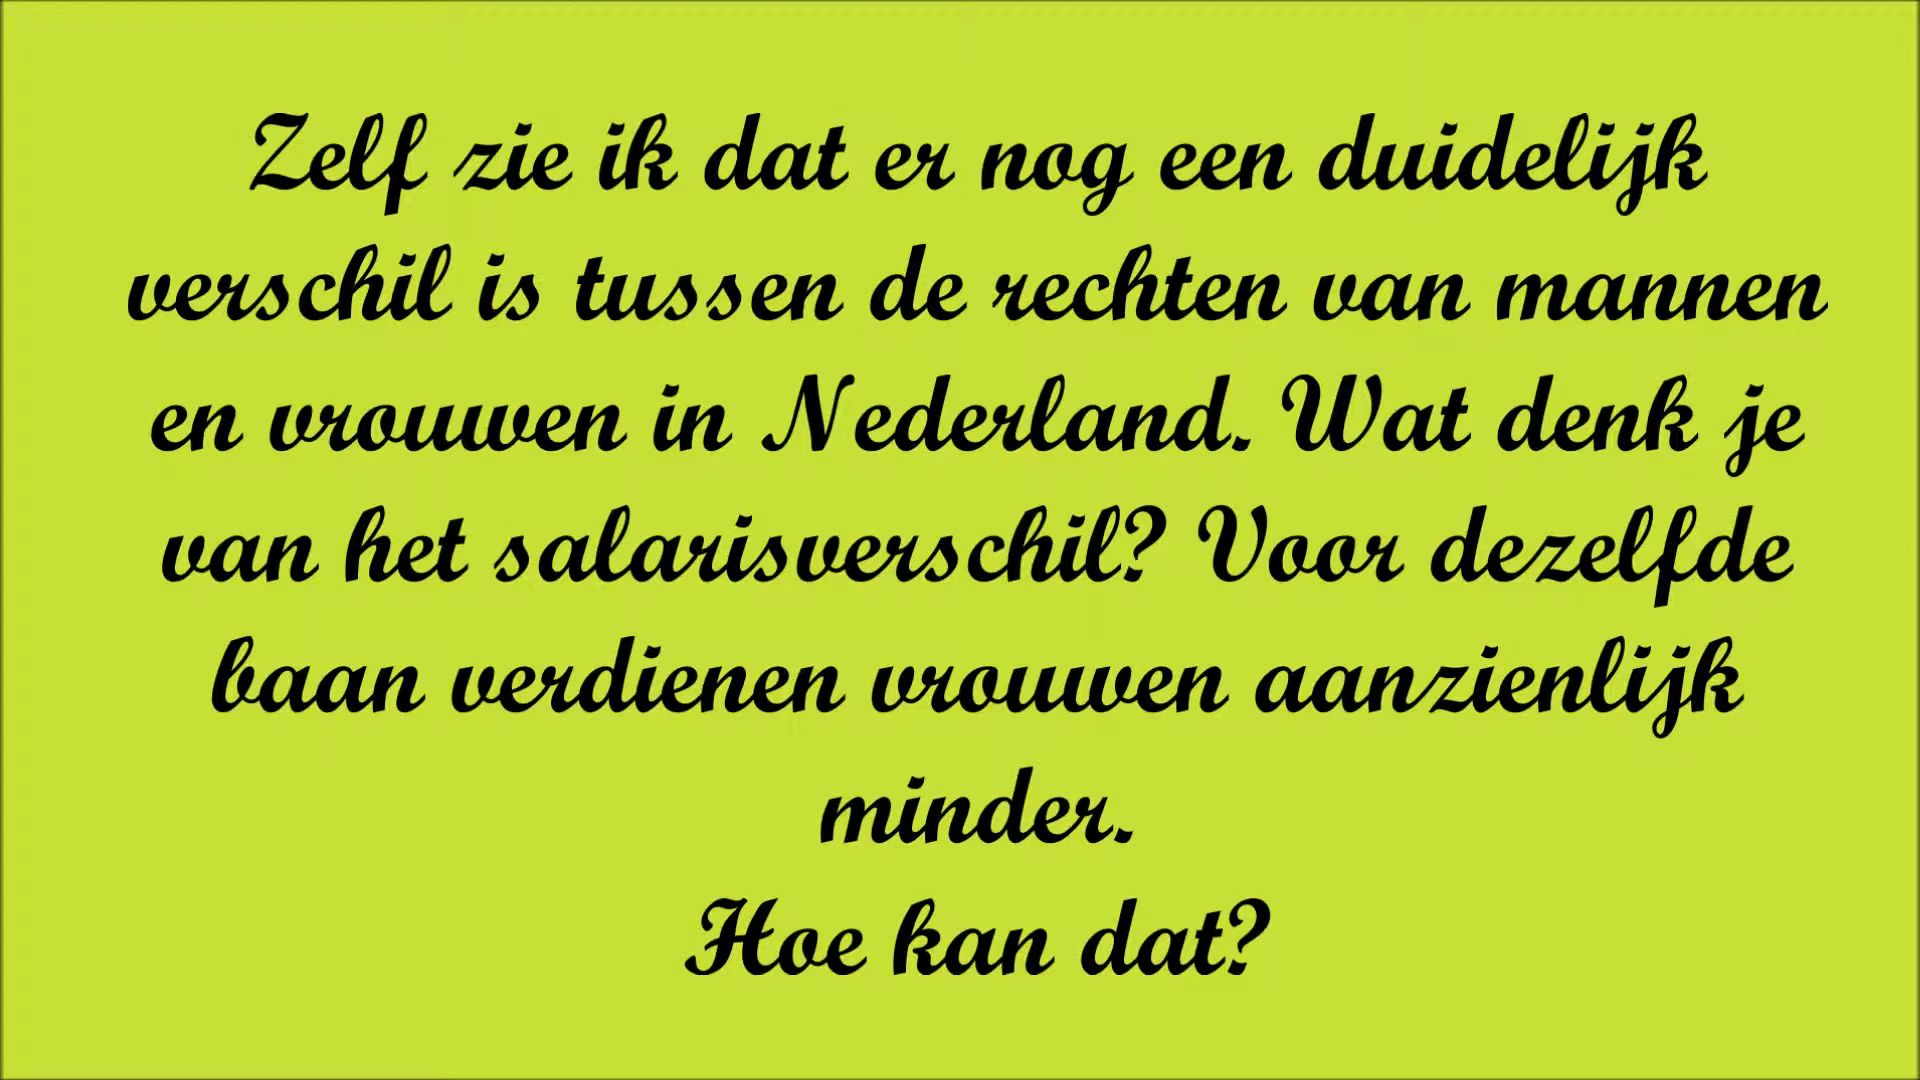 Zelf zie ik dat er nog een duidelijk
verschil is tussen de rechten van mannen
en vrouwen in Nederland. Wat denk je
van het salarisverschil? Voor dezelfde
baan verdienen vrouwen aanzienlijk
minder.
Hoe kan dat?